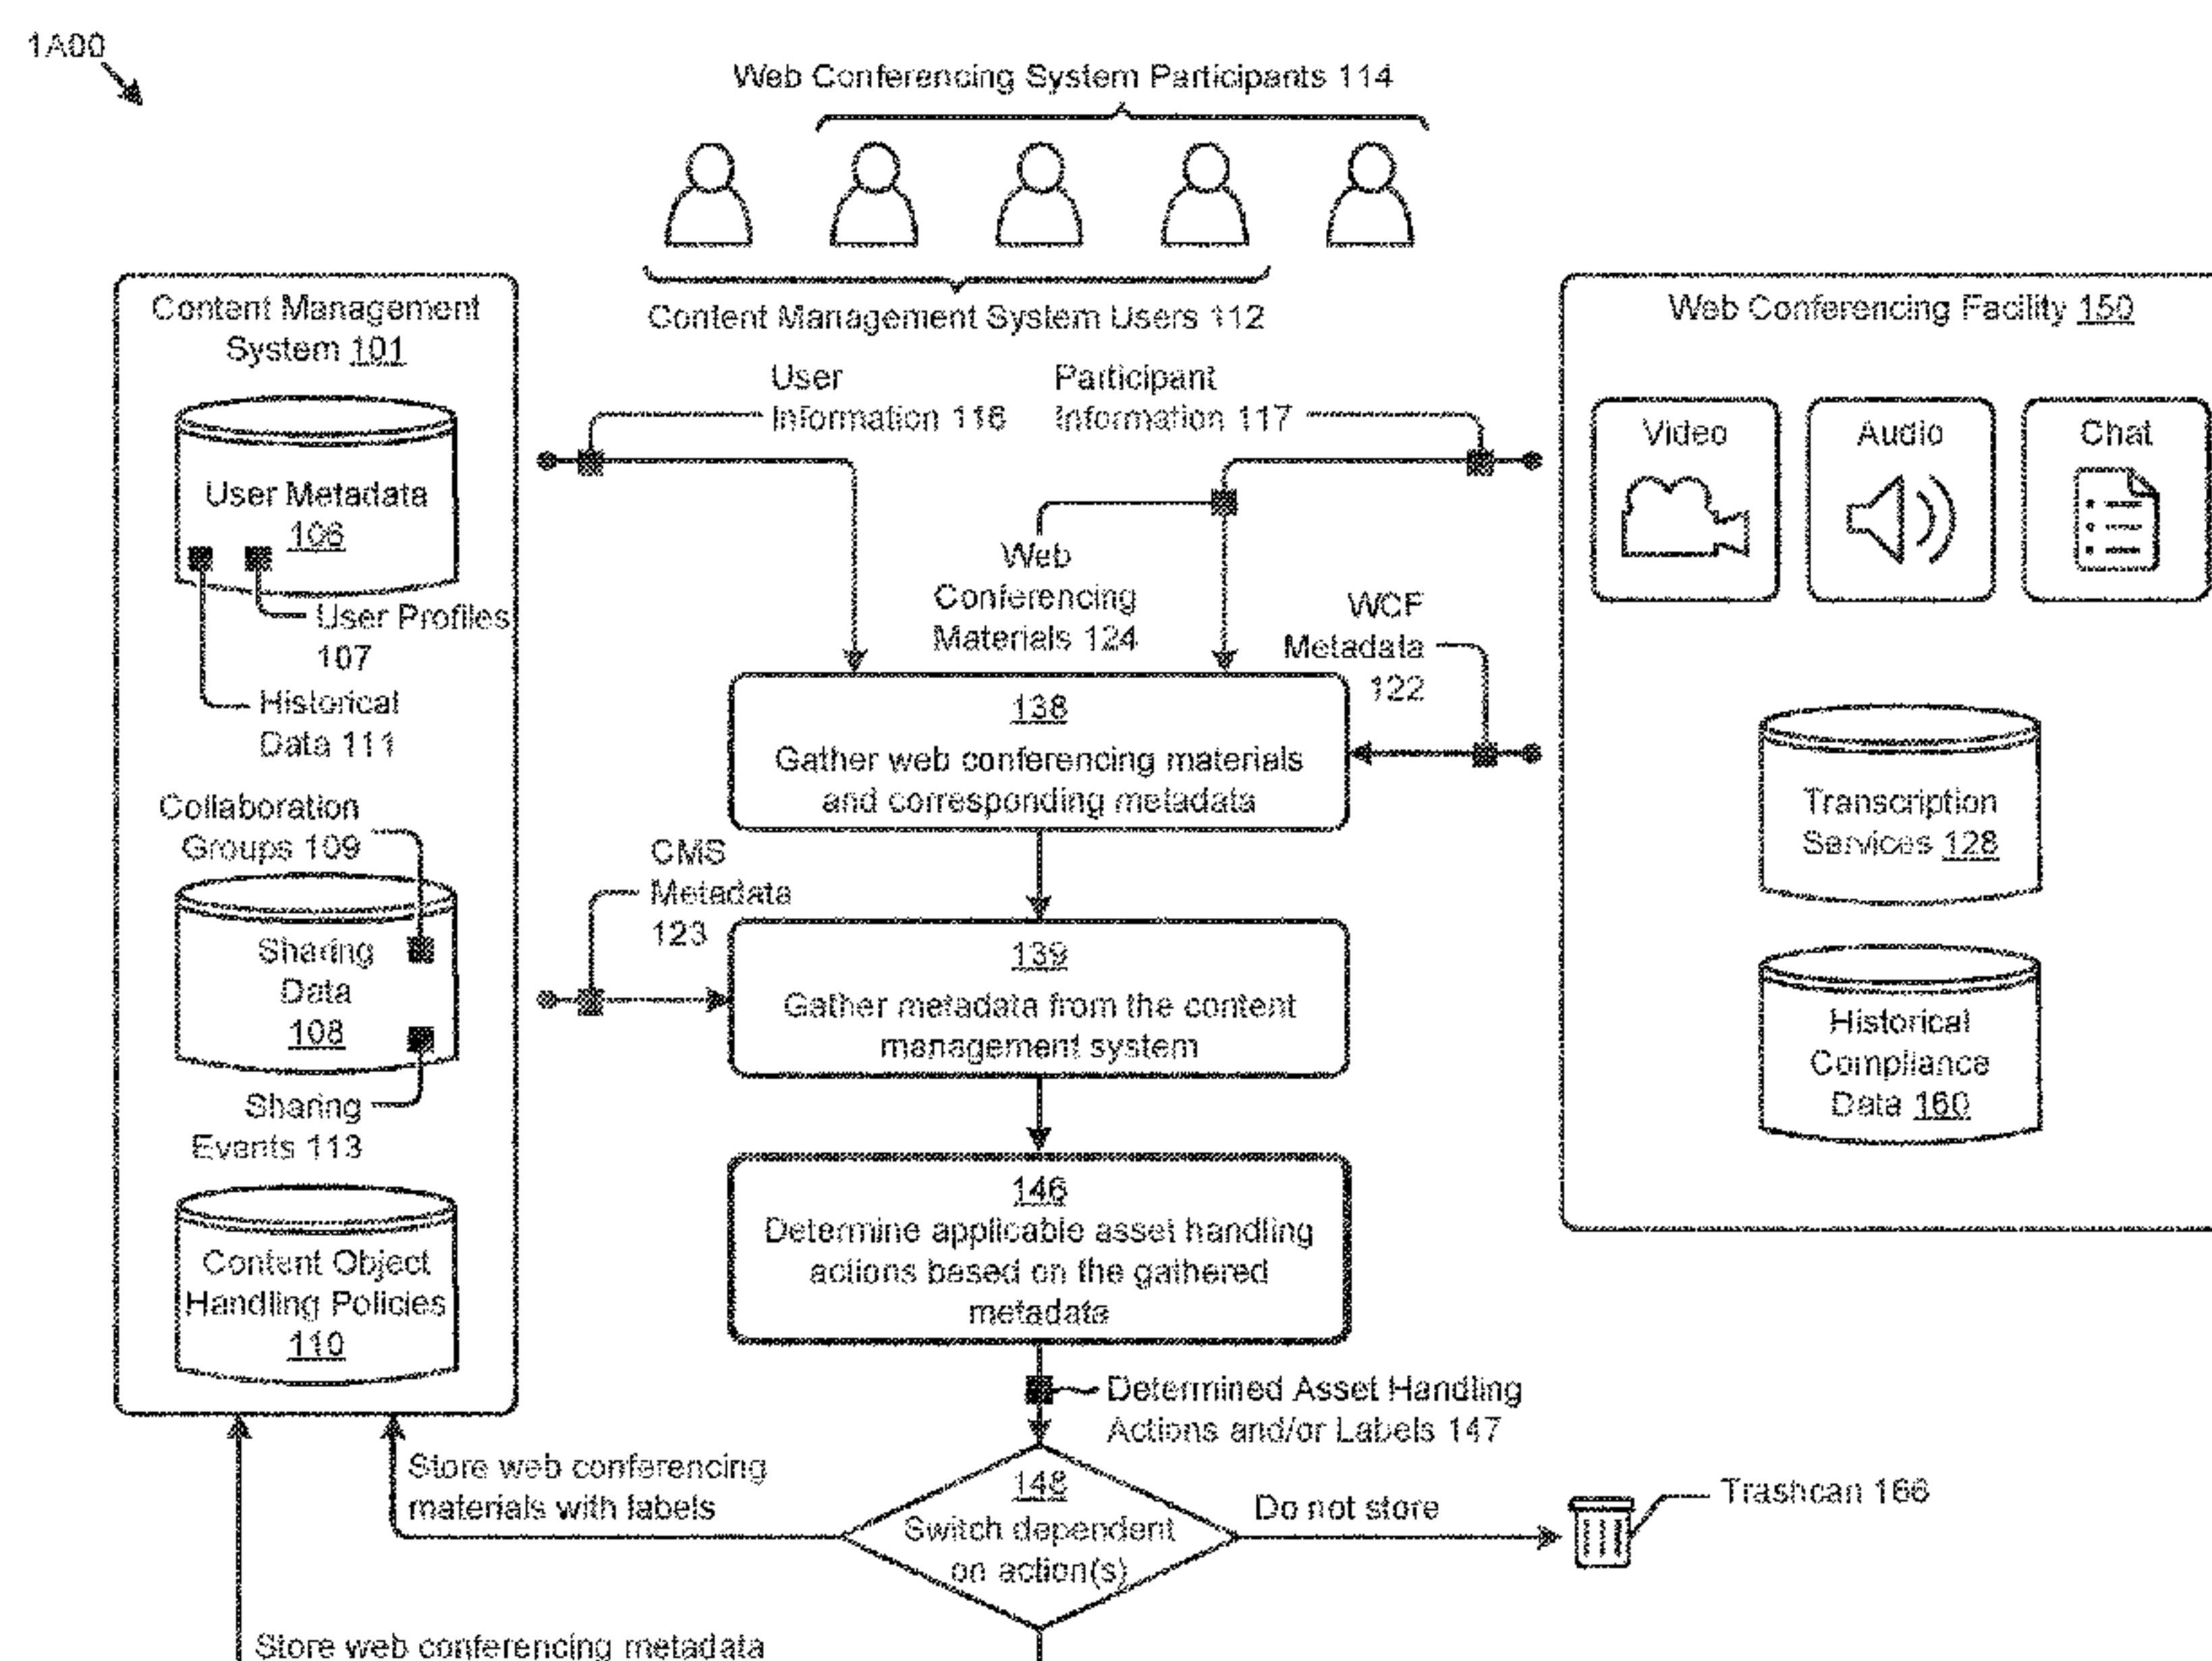 1A00
Web Conferencing System Participants 114
Content Management System Users 112
Content Management
System 101
User Metadata
106
User Profiles
107
Historical
Data 111
Collaboration
Groups 109
Sharing
Data
108
Sharing
Events 113
Content Object
Handling Policies
110
User
Information 116
Participant
Information 117
Web
Conferencing
Materials 124
WCF
Metadata
122
138
Gather web conferencing materials
and corresponding metadata
CMS
Metadata
123
139
Gather metadata from the content
management system
146
Determine applicable asset handling
actions based on the gathered
metadata
Determined Asset Handling
Actions and/or Labels 147
148
Switch dependent
on action(s)
Store web conferencing
materials with labels
Do not store
Trashcan 166
Store web conferencing metadata
Web Conferencing Facility 150
Video
Audio
Chat
Transcription
Services 128
Historical
Compliance
Data 160